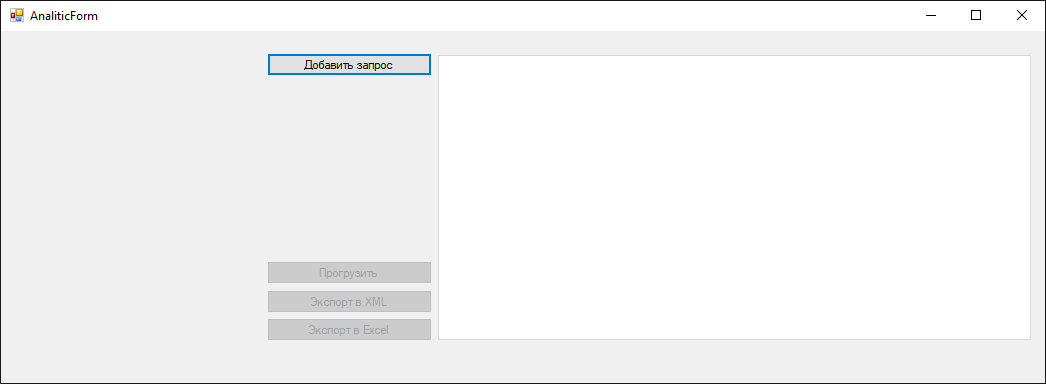 AnaliticForm
Добавить запрос
Прогрузить
Экспорт в XML
Экспорт в Excel